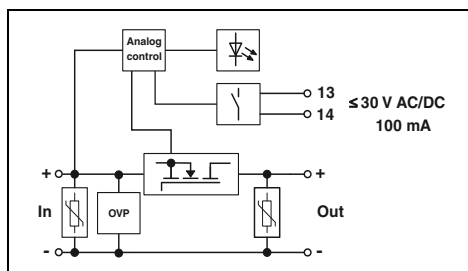 Analog
control
13
14
≤ 30 V AC/DC
100 mA
+
+
In
OVP
Out
-
-